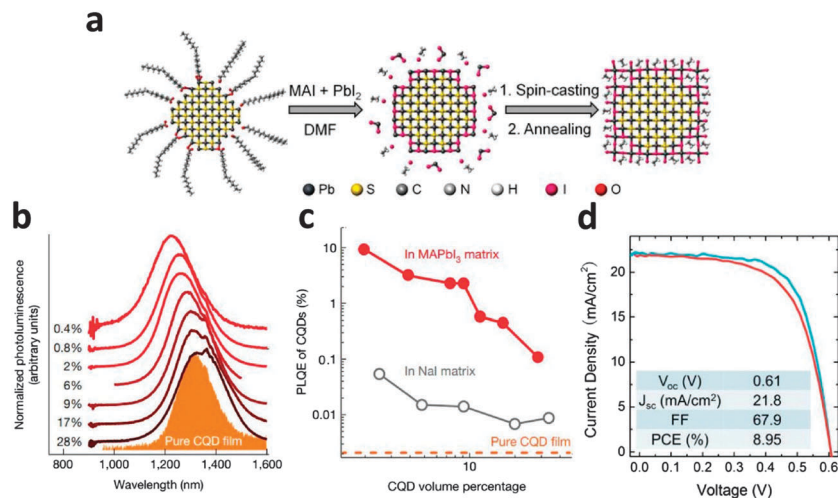 a
MAI + PbI2
DMF
1. Spin-casting
2. Annealing
Pb S C N H I O
b
Normalized photoluminescence
(arbitrary units)
0.4%
0.8%
2%
6%
9%
17%
28%
Pure CQD film
800 1,000 1,200 1,400 1,600
Wavelength (nm)
c
PLQE of CQDs (%)
10
1
0.1
0.01
In MAPbI3 matrix
In NaI matrix
Pure CQD film
10
CQD volume percentage
d
Current Density (mA/cm2)
20
15
10
5
0
Voc (V) 0.61
Jsc (mA/cm2) 21.8
FF 67.9
PCE (%) 8.95
0.0 0.1 0.2 0.3 0.4 0.5 0.6
Voltage (V)